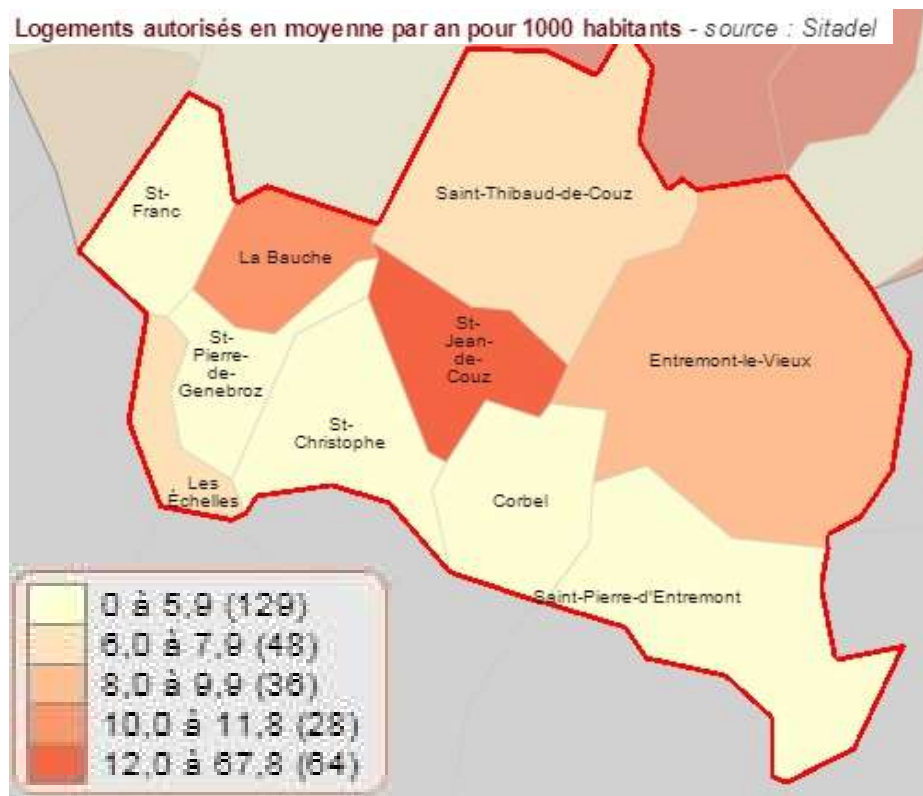 Logements autorisés en moyenne par an pour 1000 habitants - source : Sitadel
St-
Franc
Saint-Thibaud-de-Couz
La Bauche
St-
Pierre-
de-
Genebroz
St-
Jean-
de-
Couz
Entremont-le-Vieux
St-
Christophe
Les
Échelles
Corbel
Saint-Pierre-d'Entremont
0 à 5,9 (129)
6,0 à 7,9 (48)
8,0 à 9,9 (36)
10,0 à 11,8 (28)
12,0 à 67,8 (64)